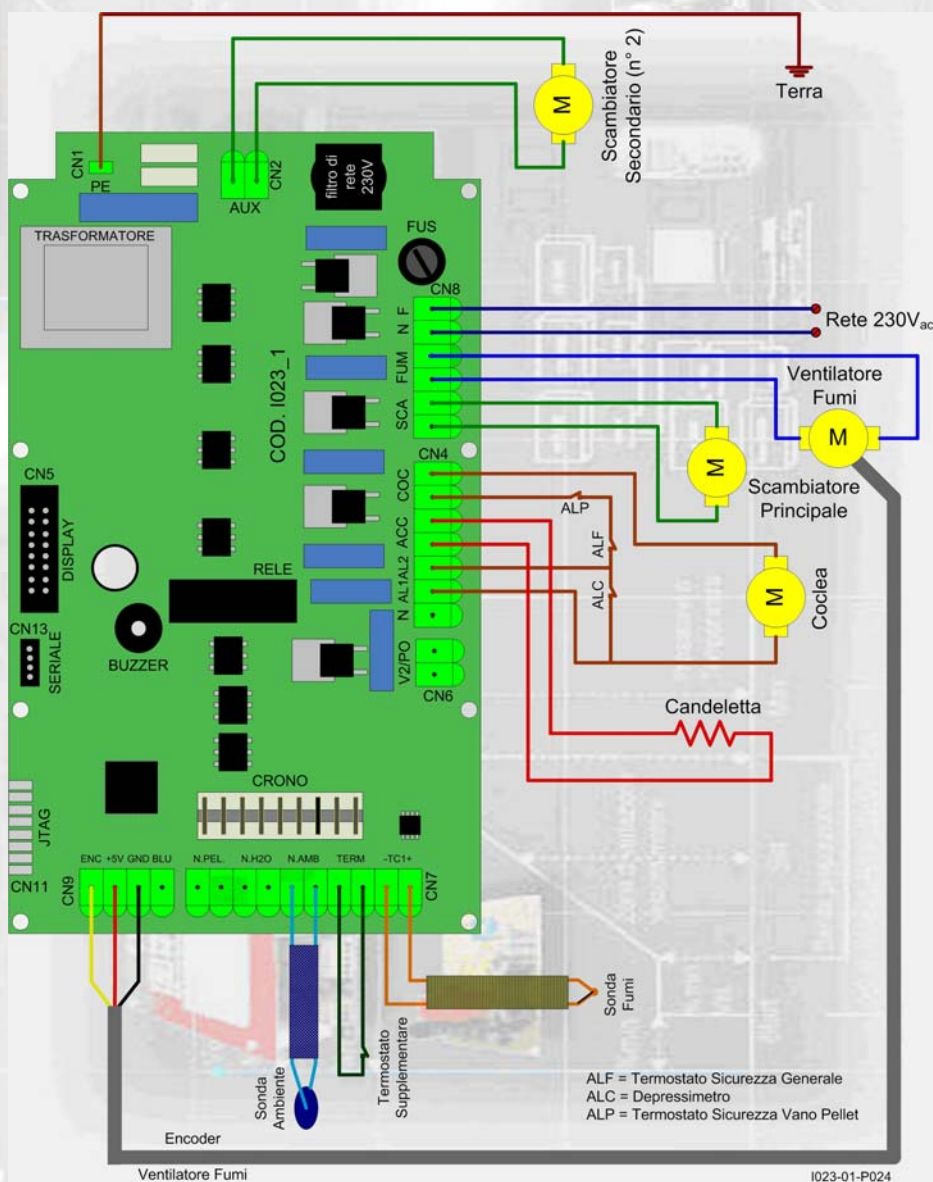 Scambiatore
Secondario (n° 2)
M
Terra
CN1
PE
CN2
AUX
filtro di
rete
230V
TRASFORMATORE
FUS
CN8
F
N
FUM
SCA
Rete 230Vac
Ventilatore
Fumi
M
COD. I023_1
M
Scambiatore
Principale
CN4
COC
ACC
AL2
AL1
N
ALP
ALF
ALC
M
Coclea
CN5
DISPLAY
RELE
CN13
SERIALE
BUZZER
V2/PO
CN6
Candeletta
CRONO
JTAG
CN11
ENC +5V GND BLU
N.PEL. N.H2O N.AMB TERM -TC1+
CN9
CN7
Sonda
Fumi
Sonda
Ambiente
Termostato
Supplementare
ALF = Termostato Sicurezza Generale
ALC = Depressimetro
ALP = Termostato Sicurezza Vano Pellet
Encoder
Ventilatore Fumi
I023-01-P024